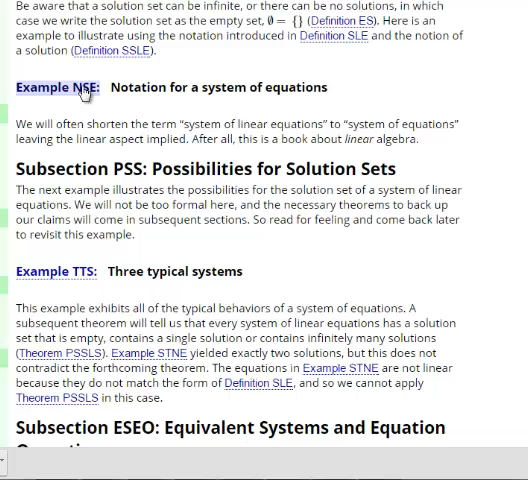 Be aware that a solution set can be infinite, or there can be no solutions, in which
case we write the solution set as the empty set, ∅ = {} (Definition ES). Here is an
example to illustrate using the notation introduced in Definition SLE and the notion of
a solution (Definition SSLE).
Example NSE: Notation for a system of equations
We will often shorten the term “system of linear equations” to “system of equations”
leaving the linear aspect implied. After all, this is a book about linear algebra.
Subsection PSS: Possibilities for Solution Sets
The next example illustrates the possibilities for the solution set of a system of linear
equations. We will not be too formal here, and the necessary theorems to back up
our claims will come in subsequent sections. So read for feeling and come back later
to revisit this example.
Example TTS: Three typical systems
This example exhibits all of the typical behaviors of a system of equations. A
subsequent theorem will tell us that every system of linear equations has a solution
set that is empty, contains a single solution or contains infinitely many solutions
(Theorem PSSLS). Example STNE yielded exactly two solutions, but this does not
contradict the forthcoming theorem. The equations in Example STNE are not linear
because they do not match the form of Definition SLE, and so we cannot apply
Theorem PSSLS in this case.
Subsection ESEO: Equivalent Systems and Equation